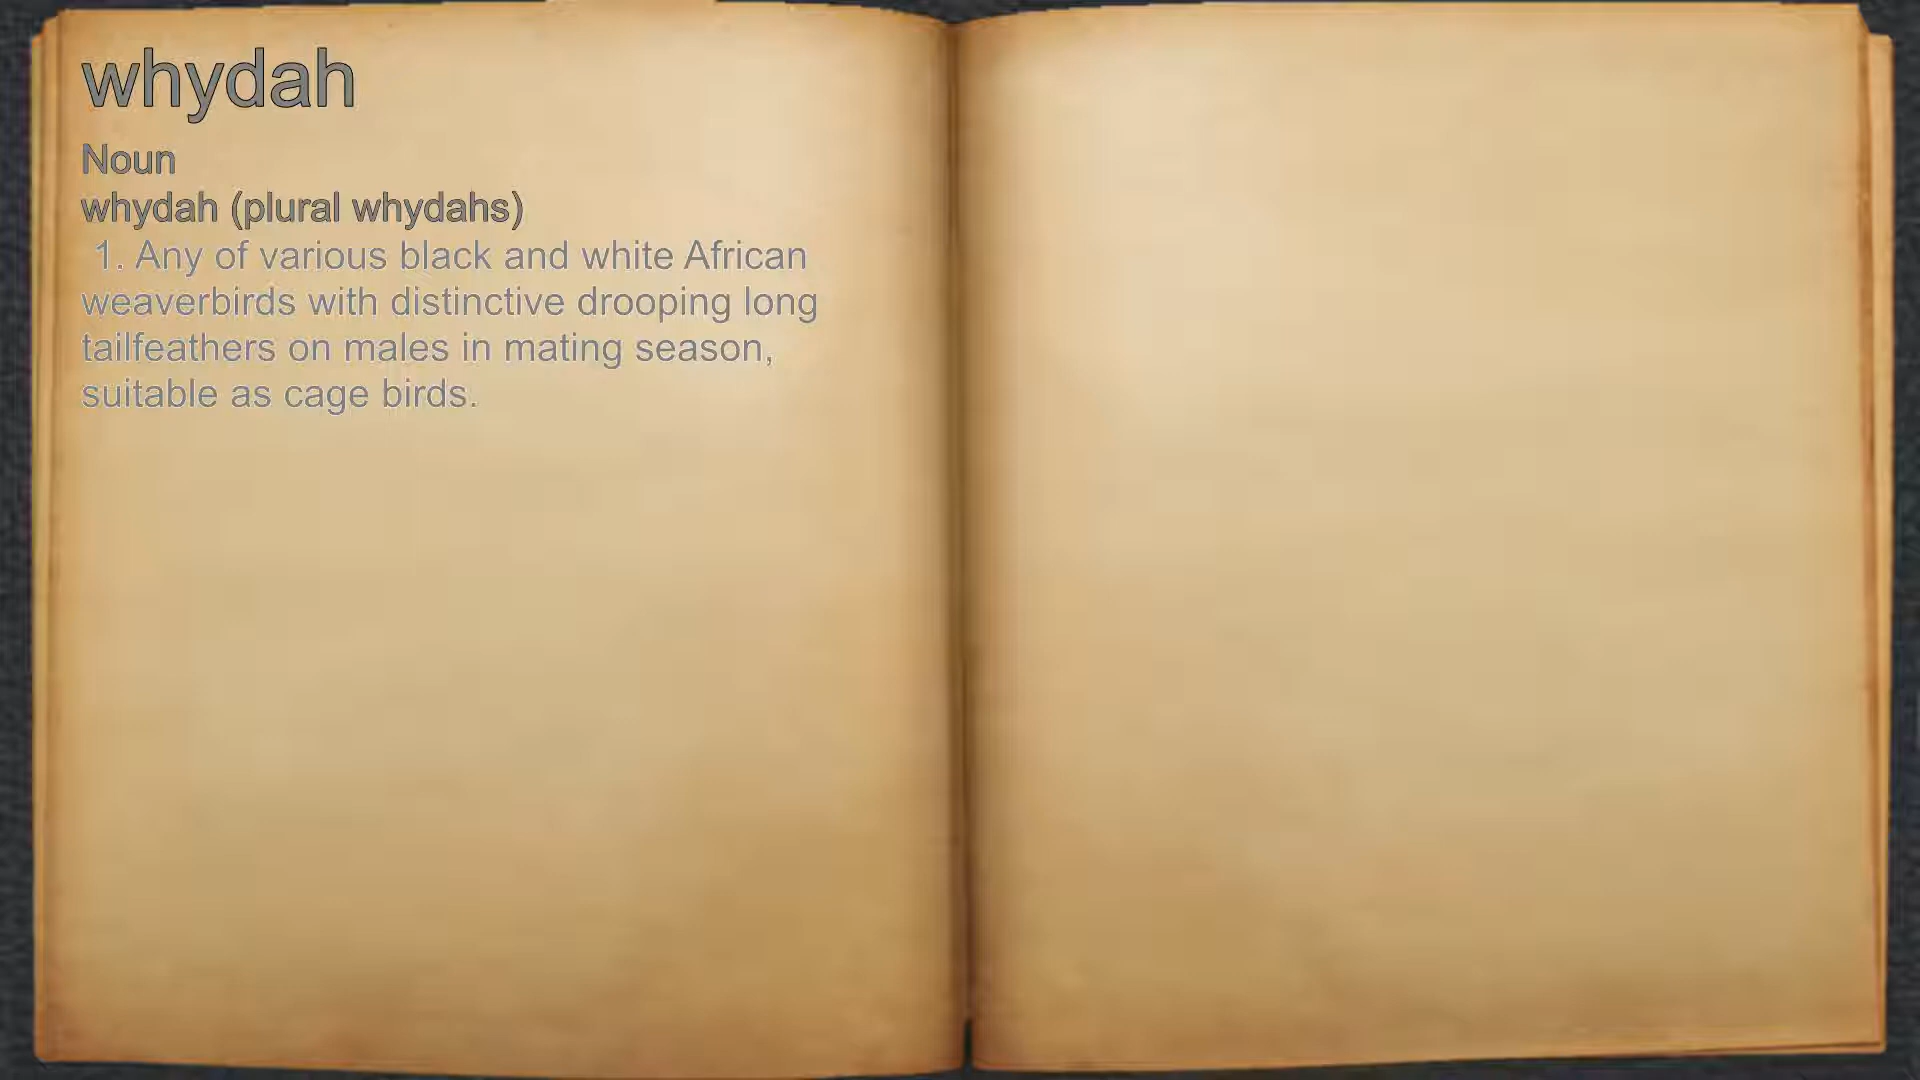 whydah
Noun
whydah (plural whydahs)
1. Any of various black and white African
weaverbirds with distinctive drooping long
tailfeathers on males in mating season,
suitable as cage birds.